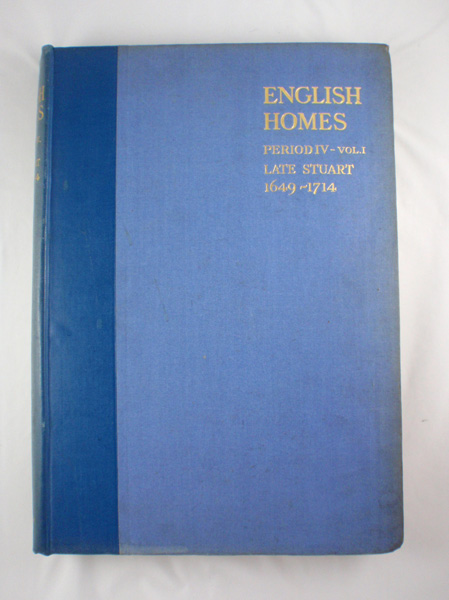 ENGLISH
HOMES
PERIOD IV - VOL. I
LATE STUART
1649-1714